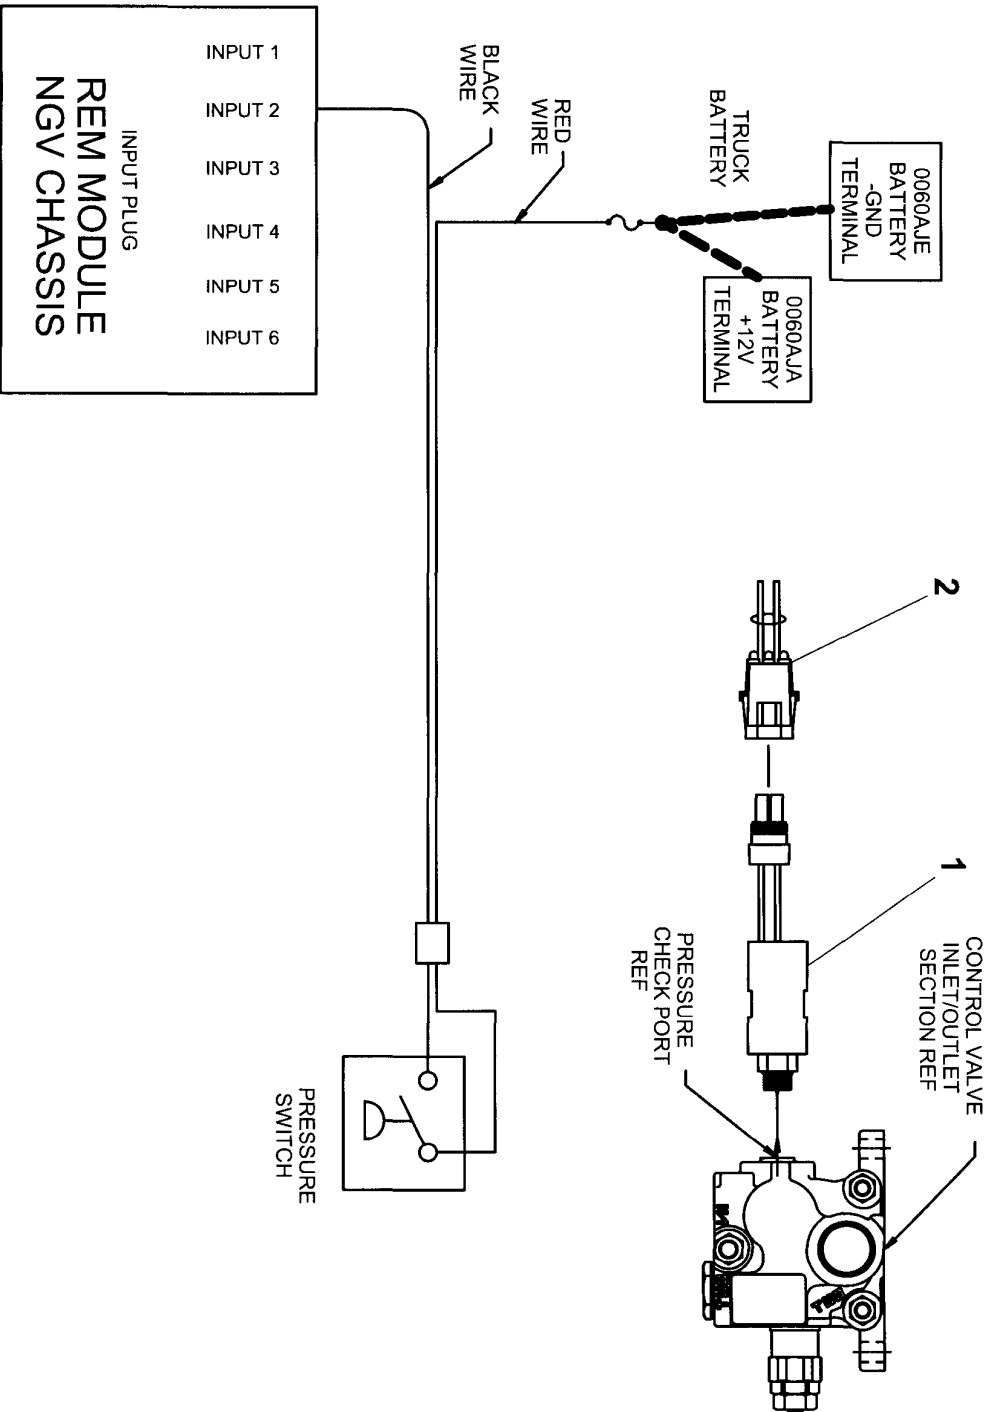 INPUT 1
INPUT 2
INPUT 3
INPUT 4
INPUT 5
INPUT 6
INPUT PLUG
REM MODULE
NGV CHASSIS
BLACK
WIRE
RED
WIRE
TRUCK
BATTERY
0060AJE
BATTERY
-GND
TERMINAL
0060AJA
BATTERY
+12V
TERMINAL
2
1
CONTROL VALVE
INLET/OUTLET
SECTION REF
PRESSURE
CHECK PORT
REF
PRESSURE
SWITCH